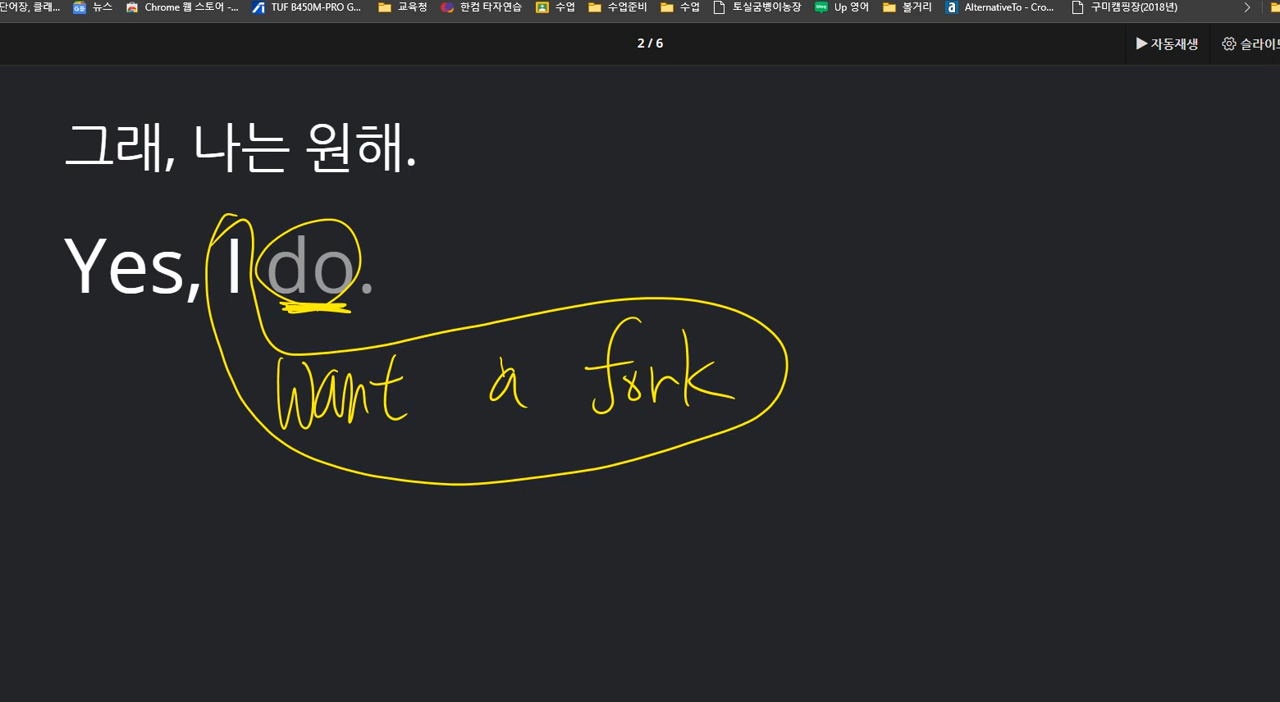 단어장, 클래... 뉴스 Chrome 웹 스토어 -... TUF B450M-PRO G... 교육청 한컴 타자연습 수업 수업준비 수업 토실굼벵이농장 Up 영어 볼거리 AlternativeTo - Cro... 구미캠핑장(2018년)
2 / 6 자동재생 슬라이드
그래, 나는 원해.
Yes, I do.
want a fork